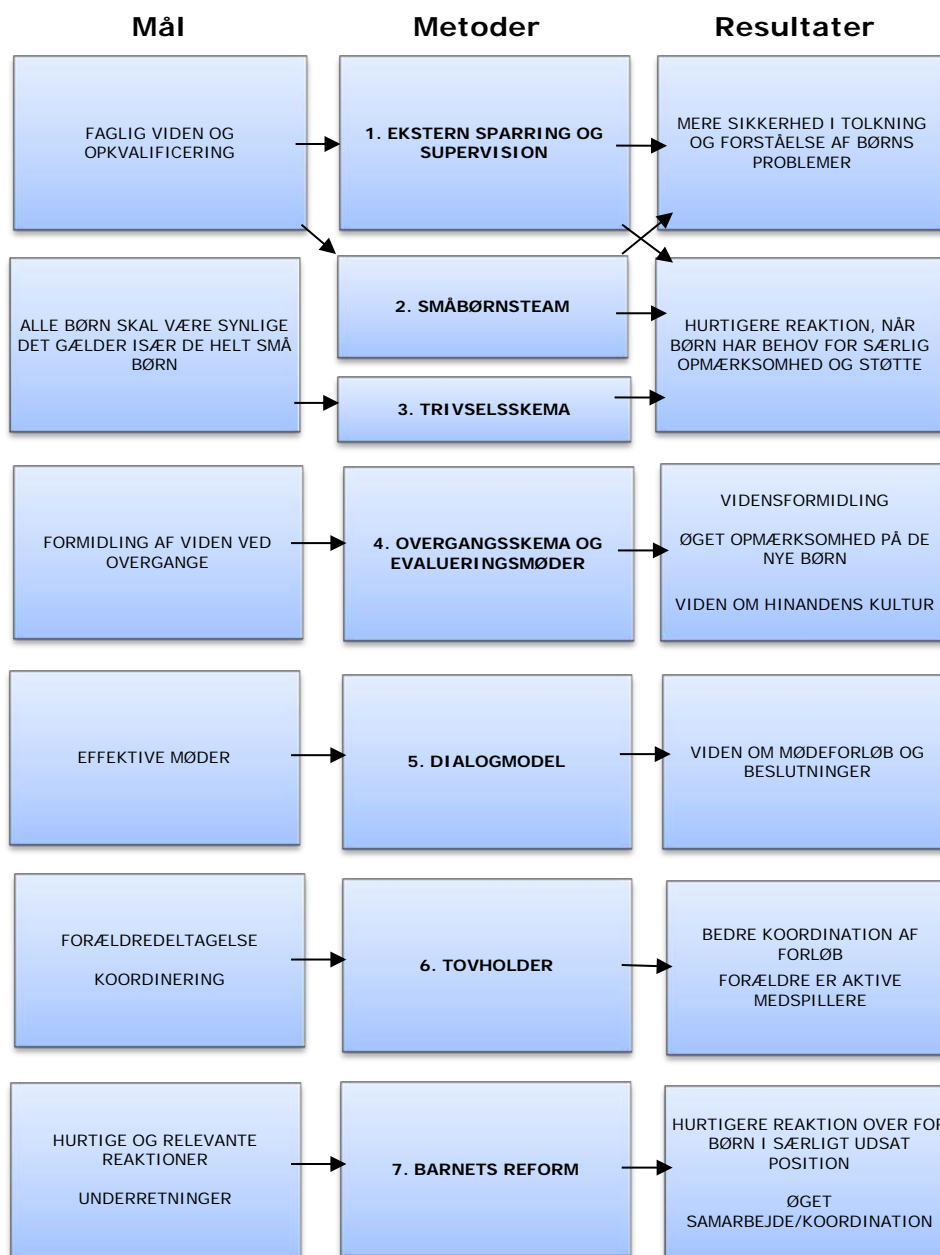 Mål
Metoder
Resultater
FAGLIG VIDEN OG
OPKVALIFICERING
1. EKSTERN SPARRING OG
SUPERVISION
MERE SIKKERHED I TOLKNING
OG FORSTÅELSE AF BØRNS
PROBLEMER
ALLE BØRN SKAL VÆRE SYNLIGE
DET GÆLDER ISÆR DE HELT SMÅ
BØRN
2. SMÅBØRNSTEAM
3. TRIVSELSSKEMA
HURTIGERE REAKTION, NÅR
BØRN HAR BEHOV FOR SÆRLIG
OPMÆRKSOMHED OG STØTTE
FORMIDLING AF VIDEN VED
OVERGANGE
4. OVERGANGSSKEMA OG
EVALUERINGSMØDER
VIDENSFORMIDLING
ØGET OPMÆRKSOMHED PÅ DE
NYE BØRN
VIDEN OM HINANDENS KULTUR
EFFEKTIVE MØDER
5. DIALOGMODEL
VIDEN OM MØDEFORLØB OG
BESLUTNINGER
FORÆLDREDELTAGELSE
KOORDINERING
6. TOVHOLDER
BEDRE KOORDINATION AF
FORLØB
FORÆLDRE ER AKTIVE
MEDSPILLERE
HURTIGE OG RELEVANTE
REAKTIONER
UNDERRETNINGER
7. BARNETS REFORM
HURTIGERE REAKTION OVER FOR
BØRN I SÆRLIGT UDSAT
POSITION
ØGET
SAMARBEJDE/KOORDINATION